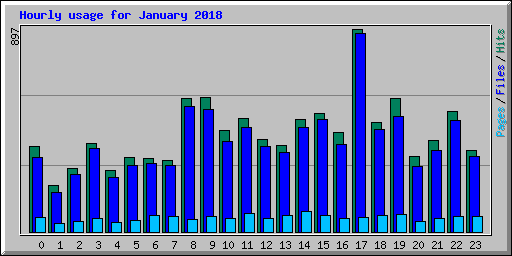 Hourly usage for January 2018
897
Pages / Files / Hits
0 1 2 3 4 5 6 7 8 9 10 11 12 13 14 15 16 17 18 19 20 21 22 23